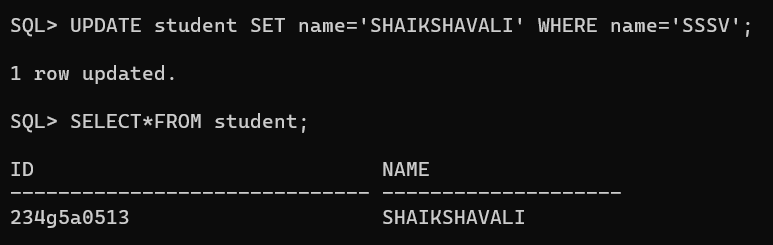 SQL> UPDATE student SET name='SHAIKSHAVALI' WHERE name='SSSV';
1 row updated.
SQL> SELECT*FROM student;
ID NAME
------------------------------ --------------------
234g5a0513 SHAIKSHAVALI